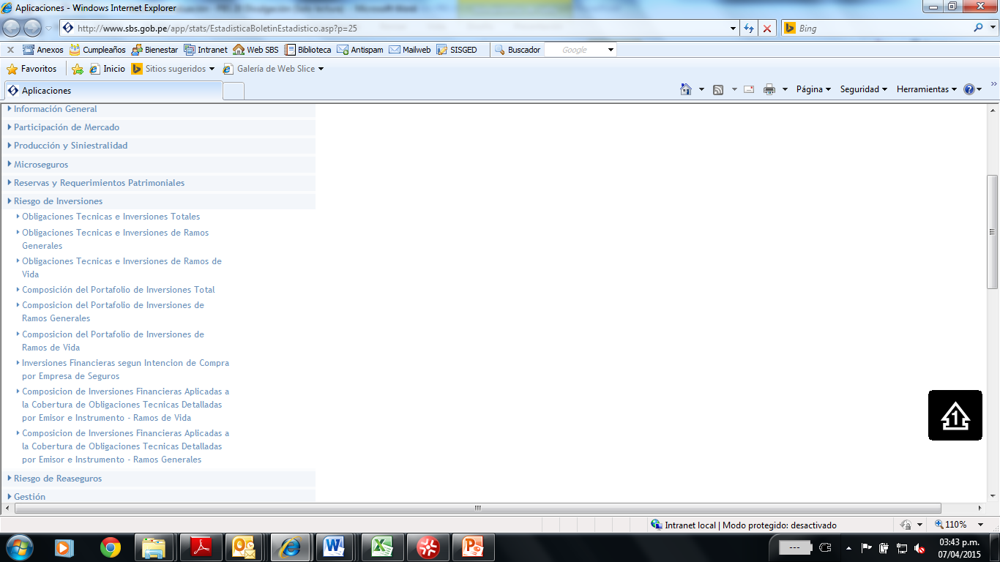 Aplicaciones - Windows Internet Explorer
http://www.sbs.gob.pe/app/stats/EstadisticaBoletinEstadistico.asp?p=25
Bing
Anexos Cumpleaños Bienestar Intranet Web SBS Biblioteca Antispam Mailweb SISGED Buscador Google
Favoritos Inicio Sitios sugeridos Galería de Web Slice
Aplicaciones
Página Seguridad Herramientas
Información General
Participación de Mercado
Producción y Siniestralidad
Microseguros
Reservas y Requerimientos Patrimoniales
Riesgo de Inversiones
Obligaciones Tecnicas e Inversiones Totales
Obligaciones Tecnicas e Inversiones de Ramos
Generales
Obligaciones Tecnicas e Inversiones de Ramos de
Vida
Composición del Portafolio de Inversiones Total
Composicion del Portafolio de Inversiones de
Ramos Generales
Composicion del Portafolio de Inversiones de
Ramos de Vida
Inversiones Financieras segun Intencion de Compra
por Empresa de Seguros
Composicion de Inversiones Financieras Aplicadas a
la Cobertura de Obligaciones Tecnicas Detalladas
por Emisor e Instrumento - Ramos de Vida
Composicion de Inversiones Financieras Aplicadas a
la Cobertura de Obligaciones Tecnicas Detalladas
por Emisor e Instrumento - Ramos Generales
Riesgo de Reaseguros
Gestión
1
Intranet local | Modo protegido: desactivado
110%
---
03:43 p.m.
07/04/2015